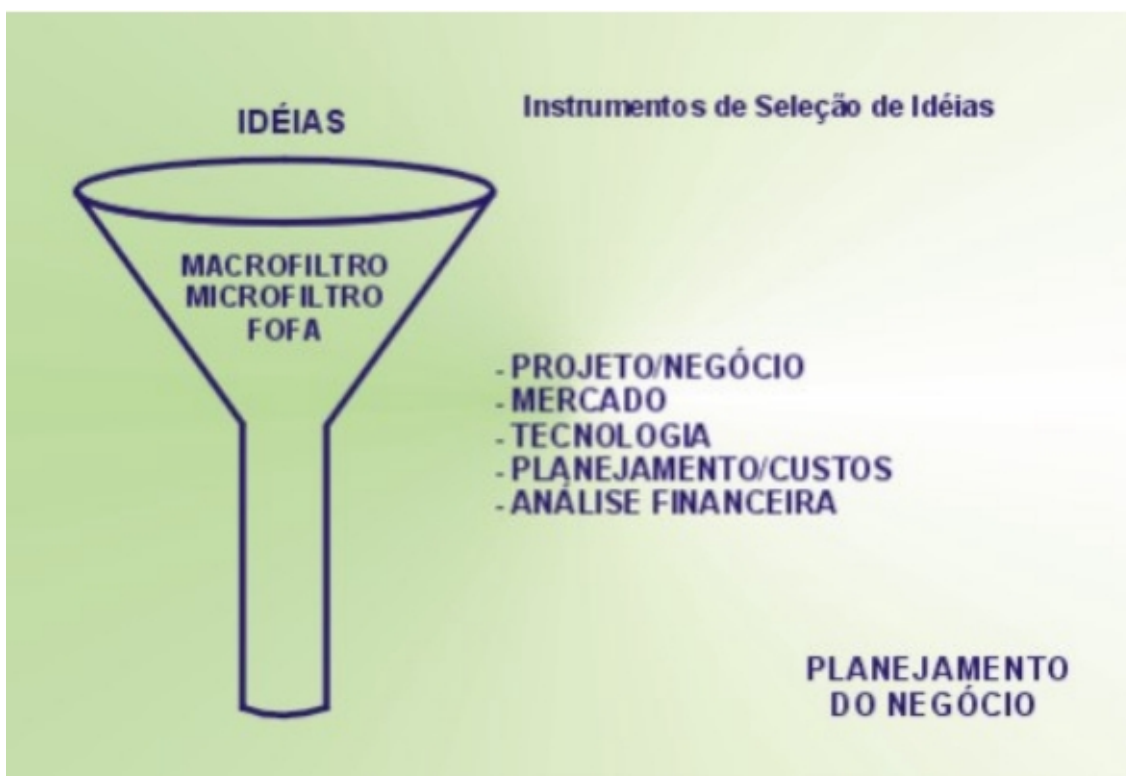 IDÉIAS
Instrumentos de Seleção de Idéias
MACROFILTRO
MICROFILTRO
FOFA
- PROJETO/NEGÓCIO
- MERCADO
- TECNOLOGIA
- PLANEJAMENTO/CUSTOS
- ANÁLISE FINANCEIRA
PLANEJAMENTO
DO NEGÓCIO